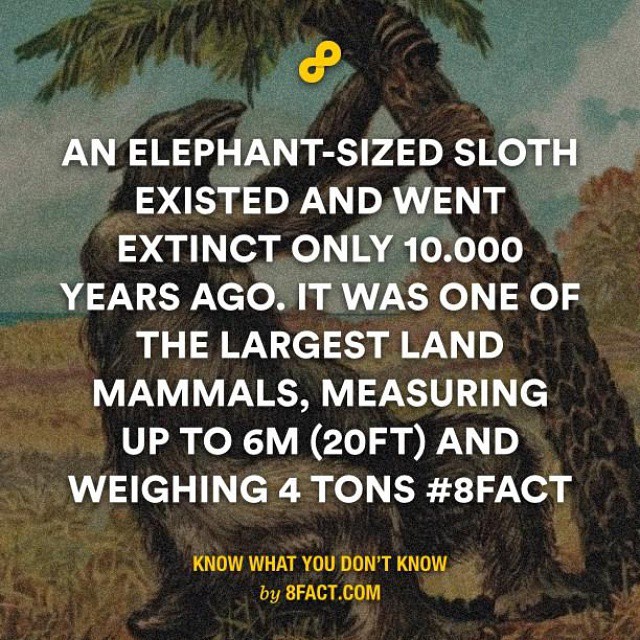 AN ELEPHANT-SIZED SLOTH
EXISTED AND WENT
EXTINCT ONLY 10.000
YEARS AGO. IT WAS ONE OF
THE LARGEST LAND
MAMMALS, MEASURING
UP TO 6M (20FT) AND
WEIGHING 4 TONS #8FACT
KNOW WHAT YOU DON'T KNOW
by 8FACT.COM